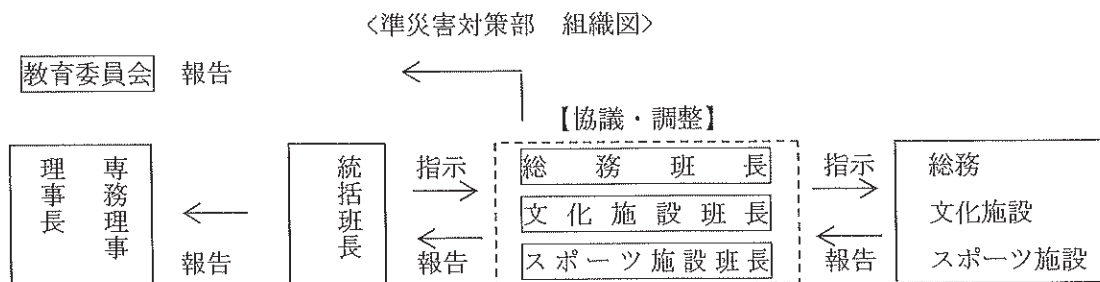 <準災害対策部 組織図>
教育委員会 報告
【協議・調整】
専務理事
理事長
報告
統括班長
指示
報告
総務班長
文化施設班長
スポーツ施設班長
指示
報告
総務
文化施設
スポーツ施設